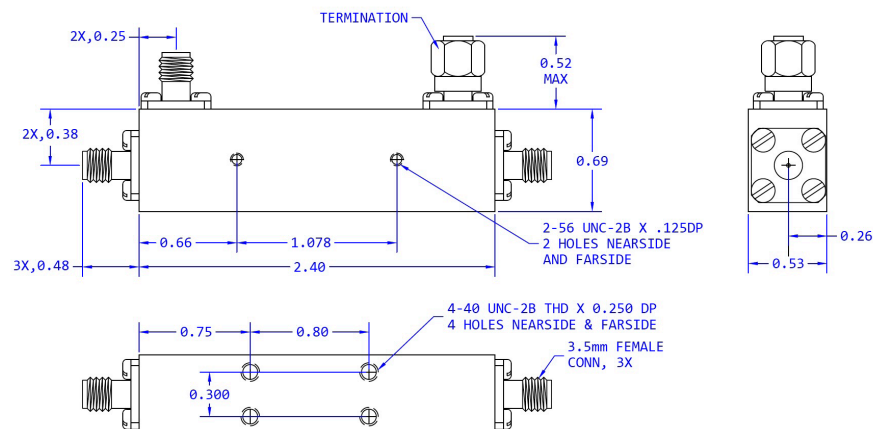 TERMINATION
2X,0.25
0.52
MAX
2X,0.38
0.69
2-56 UNC-2B X .125DP
2 HOLES NEARSIDE
AND FARSIDE
0.66
1.078
3X,0.48
2.40
0.26
0.53
4-40 UNC-2B THD X 0.250 DP
4 HOLES NEARSIDE & FARSIDE
0.75
0.80
3.5mm FEMALE
CONN, 3X
0.300